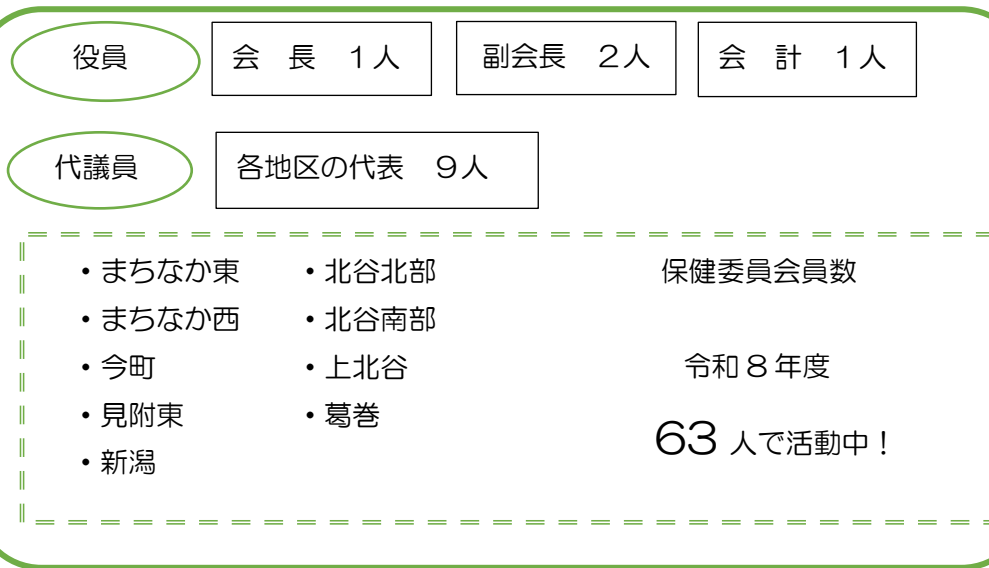 役員
会　長　１人
副会長　２人
会　計　１人
代議員
各地区の代表　９人
・まちなか東
・まちなか西
・今町
・見附東
・新潟
・北谷北部
・北谷南部
・上北谷
・葛巻
保健委員会員数
令和８年度
63 人で活動中！